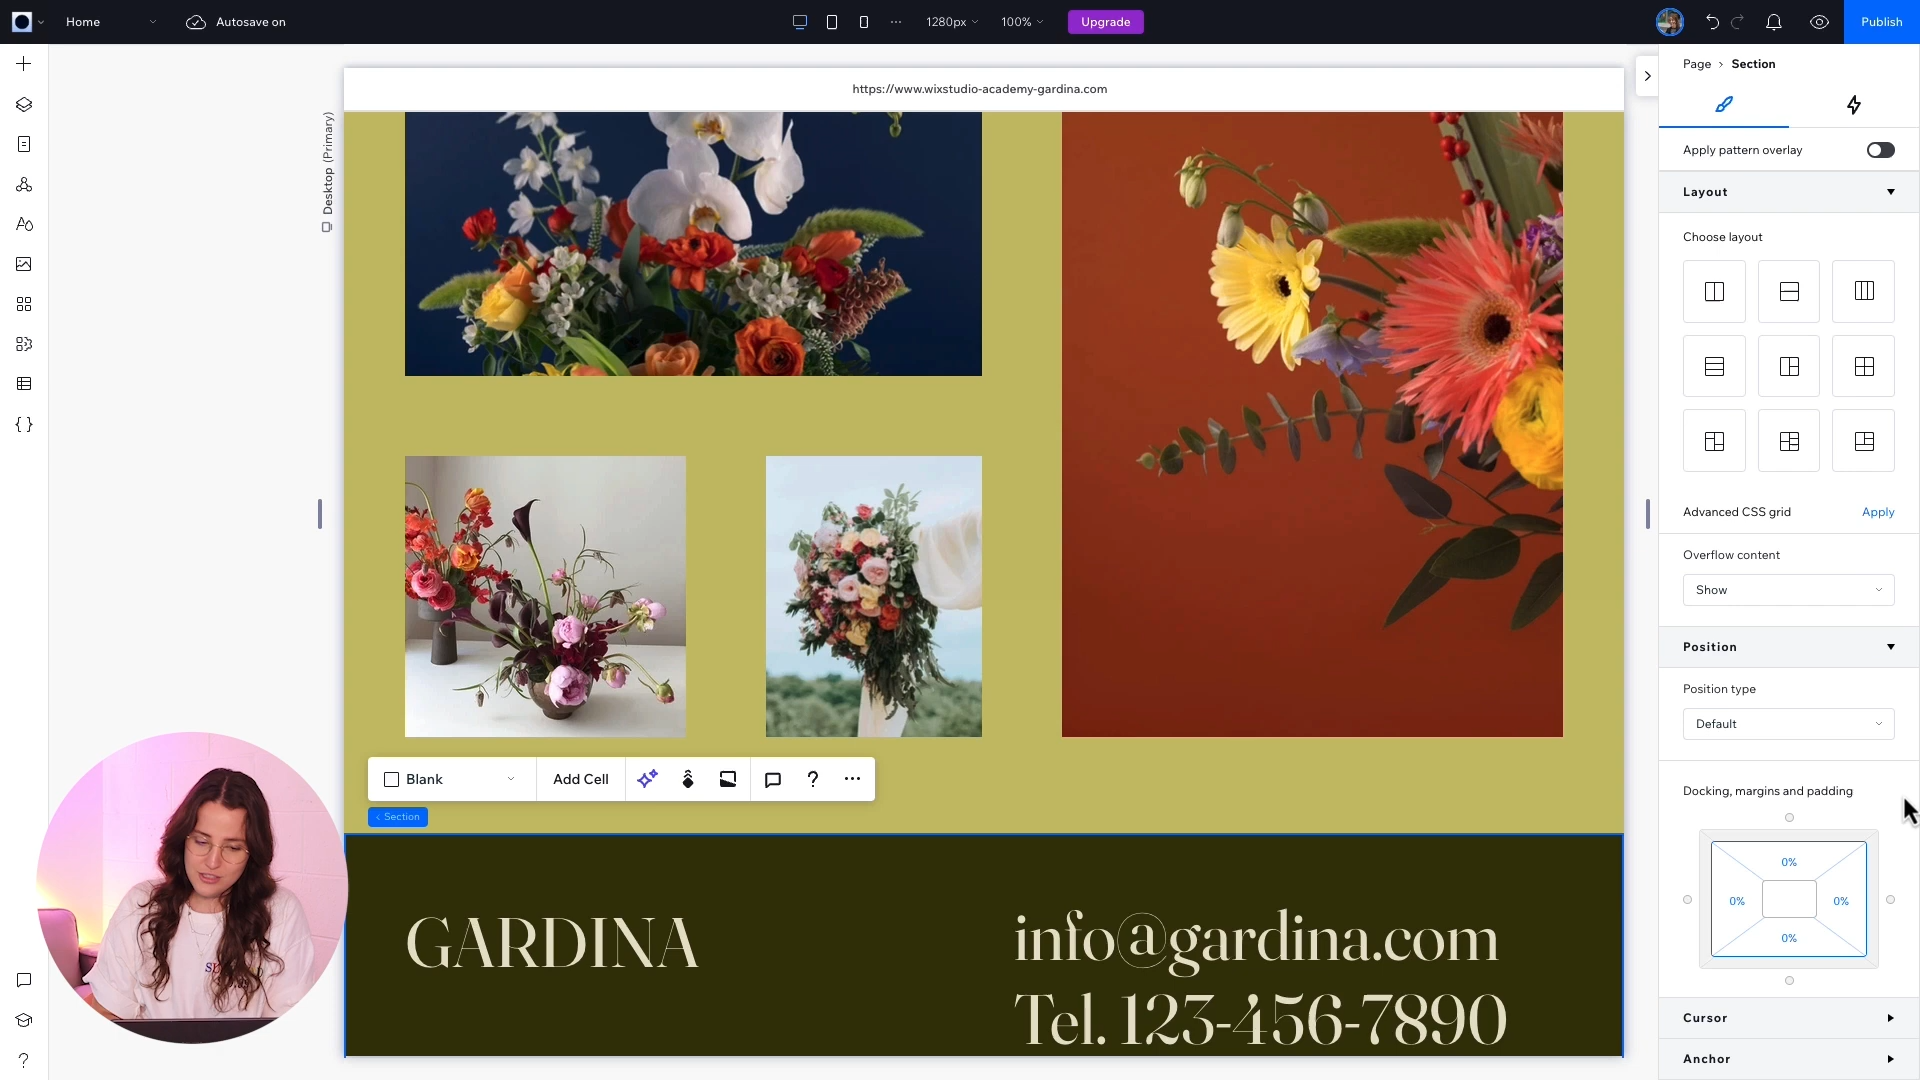 Home
Autosave on
1280px
100%
Upgrade
Publish
Page > Section
https://www.wixstudio-academy-gardina.com
Desktop (Primary)
Apply pattern overlay
Layout
Choose layout
Advanced CSS grid
Apply
Overflow content
Show
Position
Position type
Default
Blank
Add Cell
?
< Section
Docking, margins and padding
0%
0%
0%
0%
GARDINA
info@gardina.com
Tel. 123-456-7890
Cursor
Anchor